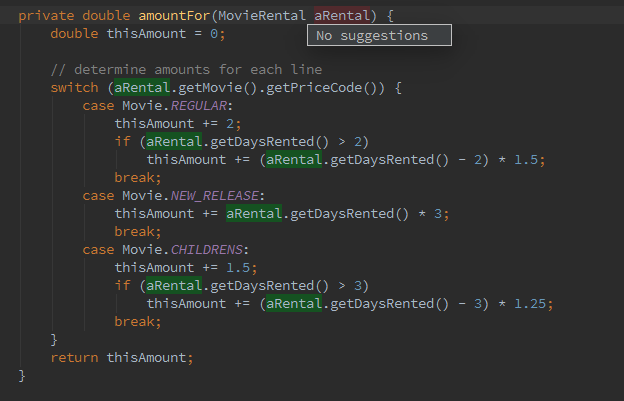 private double amountFor(MovieRental aRental) {
double thisAmount = 0;
No suggestions
// determine amounts for each line
switch (aRental.getMovie().getPriceCode()) {
case Movie.REGULAR:
thisAmount += 2;
if (aRental.getDaysRented() > 2)
thisAmount += (aRental.getDaysRented() - 2) * 1.5;
break;
case Movie.NEW_RELEASE:
thisAmount += aRental.getDaysRented() * 3;
break;
case Movie.CHILDRENS:
thisAmount += 1.5;
if (aRental.getDaysRented() > 3)
thisAmount += (aRental.getDaysRented() - 3) * 1.25;
break;
}
return thisAmount;
}